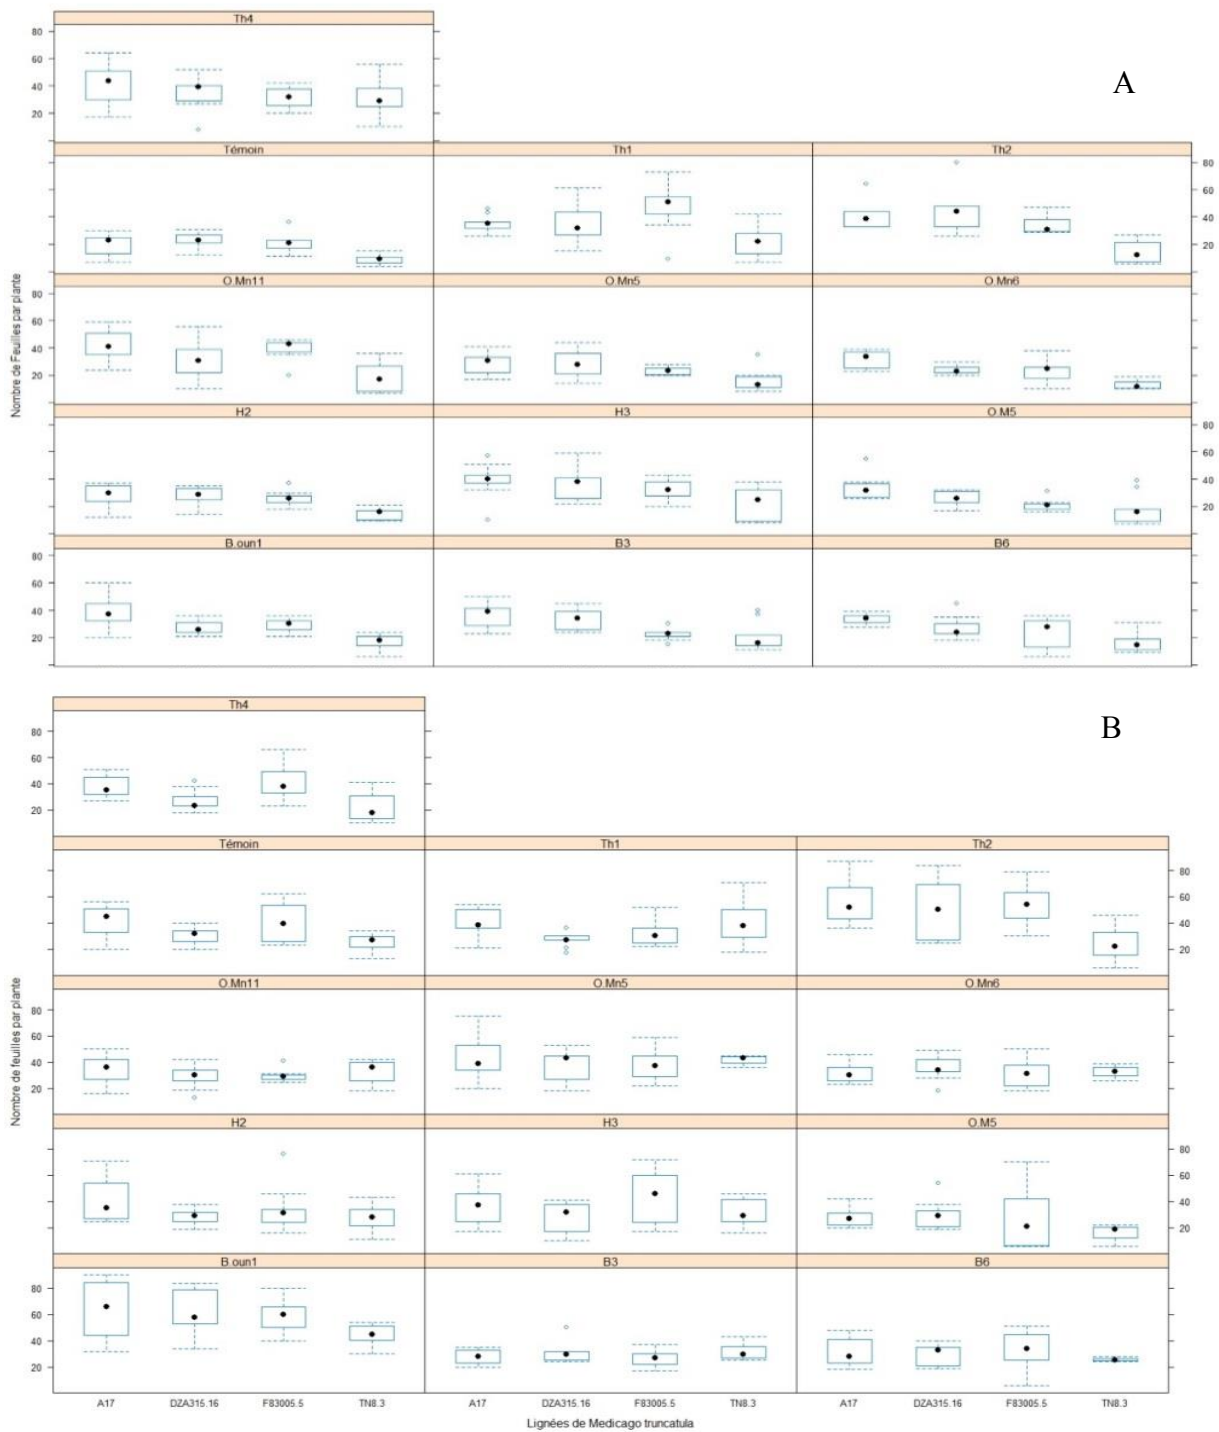 Th4
80
60
40
20
A
Témoin Th1 Th2
80
60
40
20
O.Mn11 O.Mn5 O.Mn6
80
60
40
20
H2 H3 O.M5
80
60
40
20
B.oun1 B3 B6
80
60
40
20
Nombre de Feuilles par plante
Th4
80
60
40
20
B
Témoin Th1 Th2
80
60
40
20
O.Mn11 O.Mn5 O.Mn6
80
60
40
20
H2 H3 O.M5
80
60
40
20
B.oun1 B3 B6
80
60
40
20
Nombre de feuilles par plante
A17 DZA315.16 F83005.5 TN8.3 A17 DZA315.16 F83005.5 TN8.3 A17 DZA315.16 F83005.5 TN8.3
Lignées de Medicago truncatula